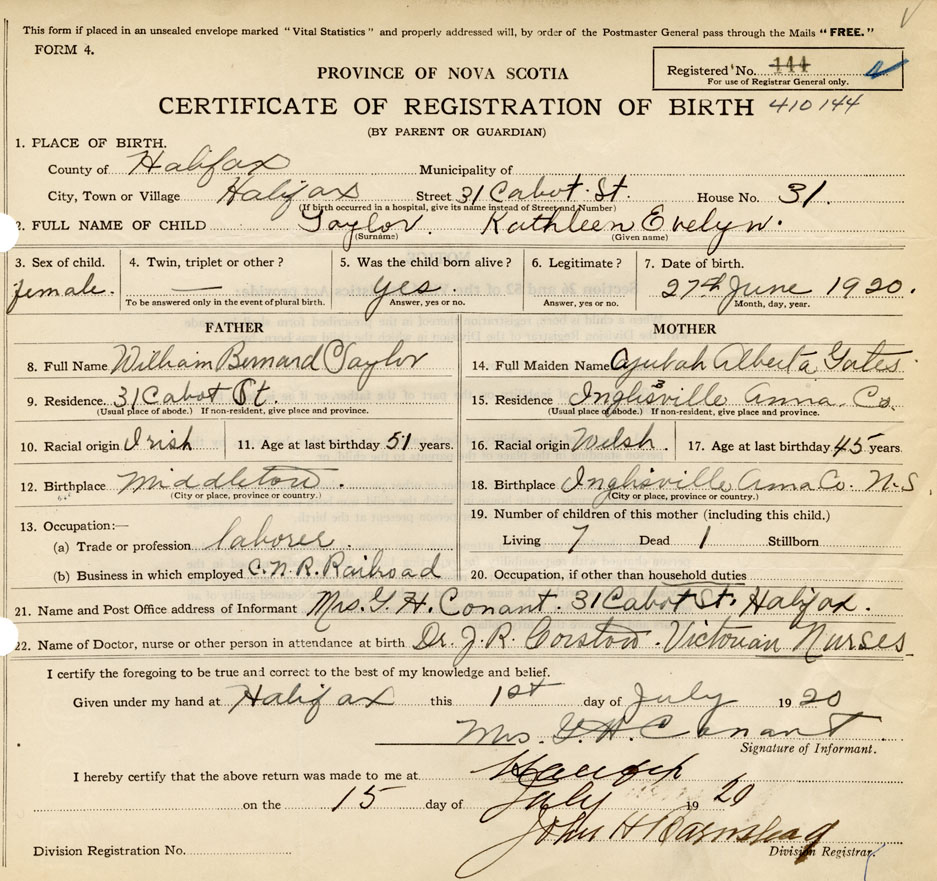 This form if placed in an unsealed envelope marked "Vital Statistics" and properly addressed will, by order of the Postmaster General pass through the Mails "FREE."
FORM 4.
Registered No. 144
For use of Registrar General only.
PROVINCE OF NOVA SCOTIA
CERTIFICATE OF REGISTRATION OF BIRTH 410144
(BY PARENT OR GUARDIAN)
1. PLACE OF BIRTH.
County of Halifax Municipality of
City, Town or Village Halifax Street 31 Cabot St. House No. 31.
(If birth occurred in a hospital, give its name instead of Street and Number)
2. FULL NAME OF CHILD Taylor. Kathleen Evelyn.
(Surname) (Given name)
3. Sex of child. 4. Twin, triplet or other? 5. Was the child born alive? 6. Legitimate? 7. Date of birth.
female. — Yes 27th June 1920.
To be answered only in the event of plural birth. Answer, yes or no. Answer, yes or no. Month, day, year.
FATHER MOTHER
8. Full Name William Bernard Taylor 14. Full Maiden Name Alberta Gates
9. Residence 31 Cabot St. 15. Residence Inglisville Anna. Co.
(Usual place of abode.) If non-resident, give place and province. (Usual place of abode.) If non-resident, give place and province.
10. Racial origin Irish 11. Age at last birthday 51 years. 16. Racial origin Welsh. 17. Age at last birthday 45 years
12. Birthplace Middleton. 18. Birthplace Inglisville Anna Co. N.S.
(City or place, province or country.) (City or place, province or country.)
13. Occupation:— 19. Number of children of this mother (including this child.)
(a) Trade or profession laborer. Living 7 Dead 1 Stillborn
(b) Business in which employed C.N.R. Railroad 20. Occupation, if other than household duties
21. Name and Post Office address of Informant Mrs. G. H. Conant. 31 Cabot St. Halifax.
22. Name of Doctor, nurse or other person in attendance at birth Dr. J. R. Corston. Victorian Nurses
I certify the foregoing to be true and correct to the best of my knowledge and belief.
Given under my hand at Halifax this 1st day of July 1920
Mrs. G. H. Conant
Signature of Informant.
I hereby certify that the above return was made to me at
on the 15 day of July 1920
John H Barnstead
Division Registration No. Division Registrar.